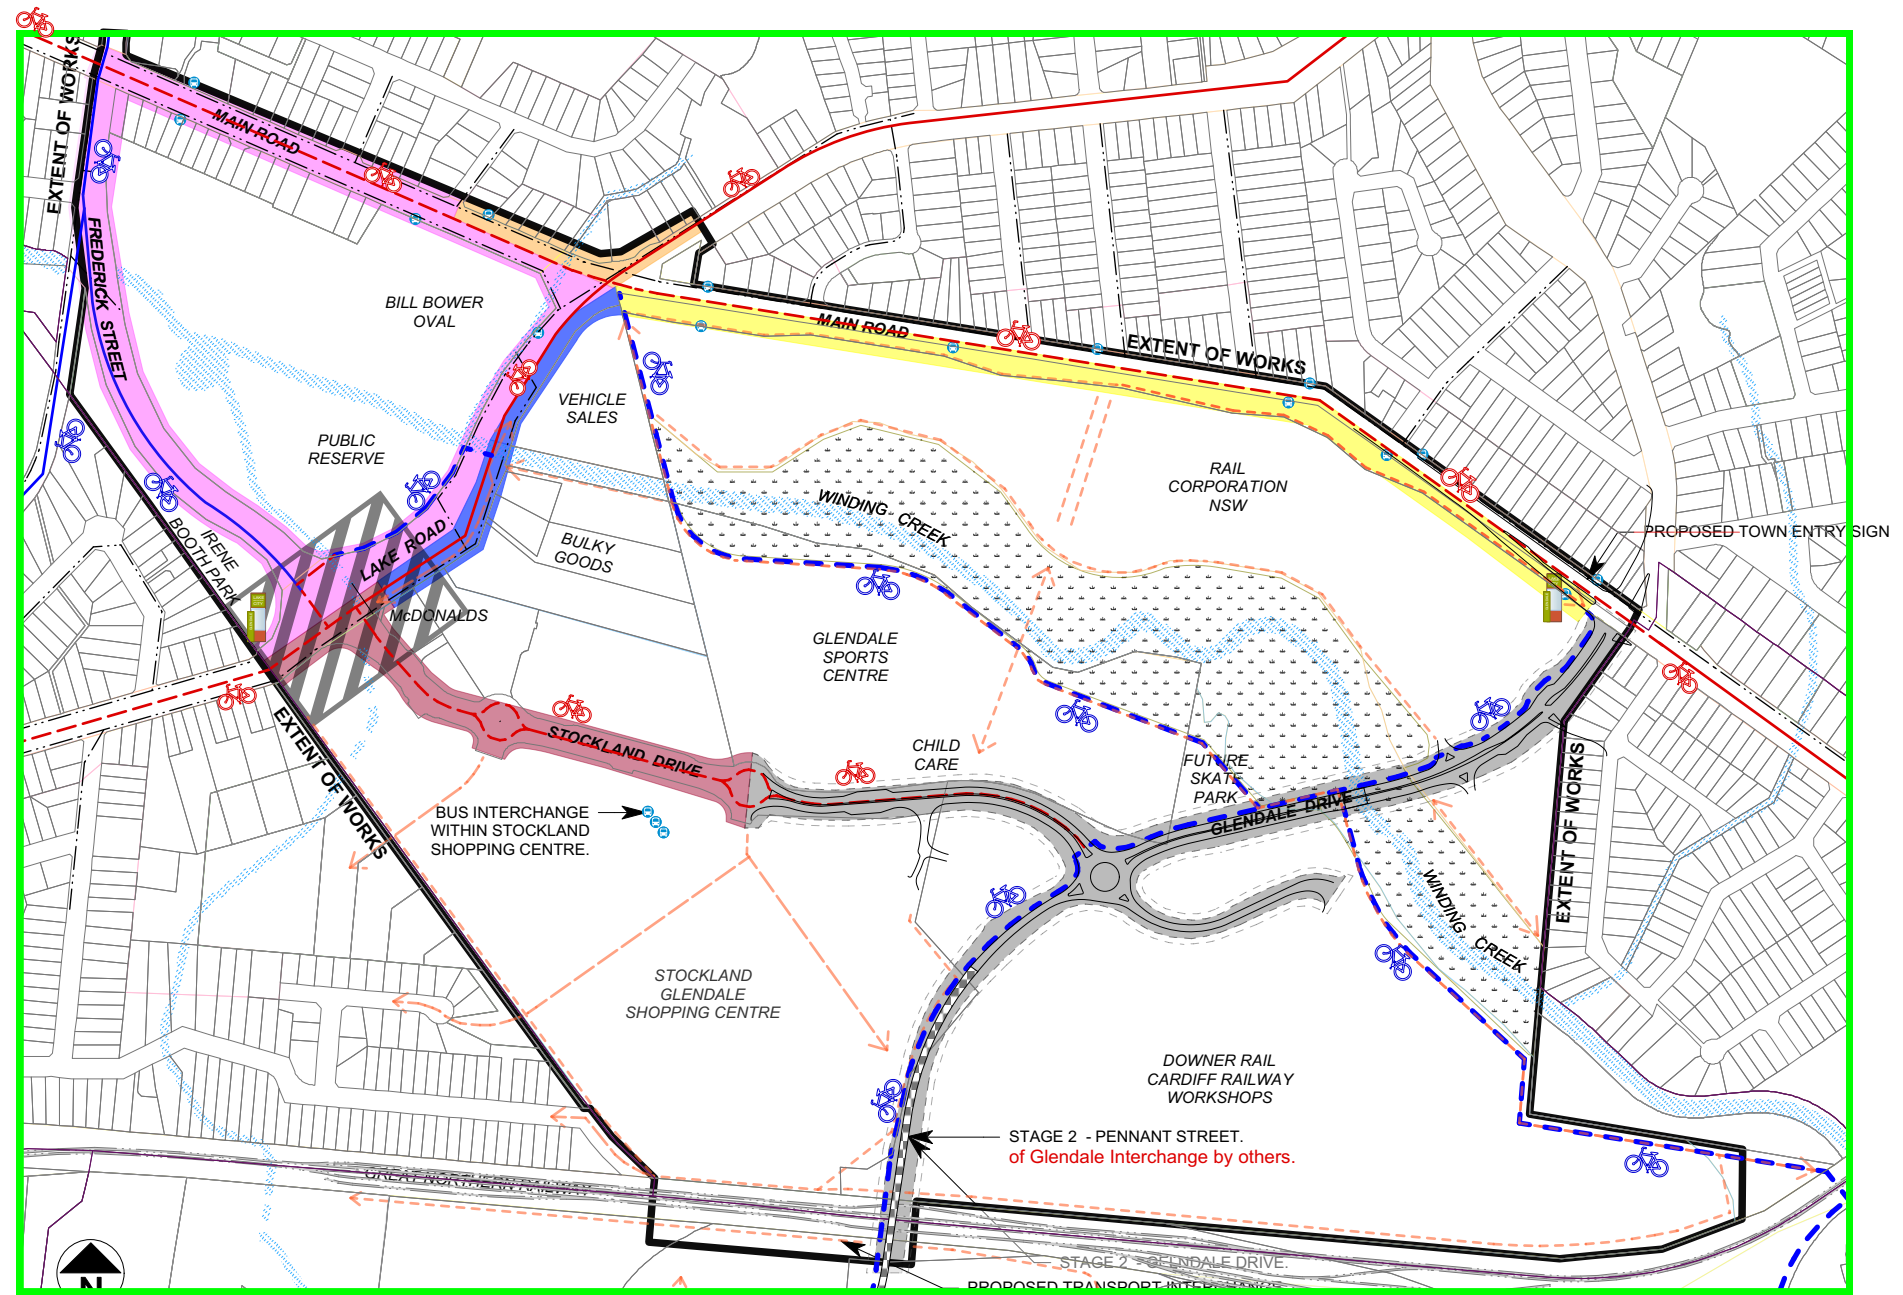 EXTENT OF WORKS
MAIN ROAD
FREDERICK STREET
BILL BOWER
OVAL
MAIN ROAD
EXTENT OF WORKS
VEHICLE
SALES
PUBLIC
RESERVE
RAIL
CORPORATION
NSW
WINDING CREEK
PROPOSED TOWN ENTRY SIGN
IRENE
BOOTH PARK
LAKE ROAD
BULKY
GOODS
McDONALDS
GLENDALE
SPORTS
CENTRE
EXTENT OF WORKS
STOCKLAND DRIVE
CHILD
CARE
FUTURE
SKATE
PARK
GLENDALE DRIVE
EXTENT OF WORKS
BUS INTERCHANGE
WITHIN STOCKLAND
SHOPPING CENTRE.
WINDING CREEK
STOCKLAND
GLENDALE
SHOPPING CENTRE
DOWNER RAIL
CARDIFF RAILWAY
WORKSHOPS
STAGE 2 - PENNANT STREET.
of Glendale Interchange by others.
GREAT NORTHERN RAILWAY
STAGE 2 - GLENDALE DRIVE.
PROPOSED TRANSPORT INTERCHANGE
N